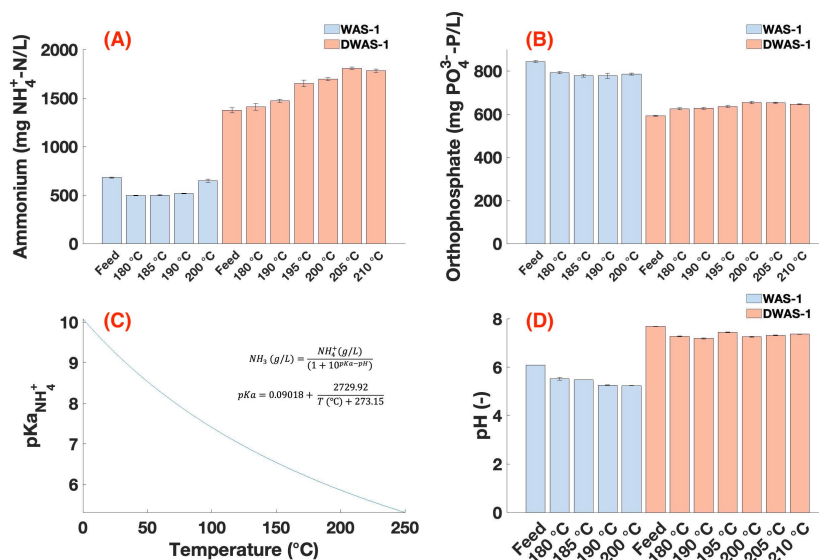 (A)
WAS-1
DWAS-1
Ammonium (mg NH₄⁺-N/L)
2000
1500
1000
500
0
Feed
180 °C
185 °C
190 °C
200 °C
Feed
180 °C
190 °C
195 °C
200 °C
205 °C
210 °C
(B)
WAS-1
DWAS-1
Orthophosphate (mg PO₄³⁻-P/L)
800
600
400
200
0
Feed
180 °C
185 °C
190 °C
200 °C
Feed
180 °C
190 °C
195 °C
200 °C
205 °C
210 °C
(C)
pKa NH₄⁺
10
9
8
7
6
NH₃ (g/L) = NH₄⁺(g/L) / (1 + 10^(pKa−pH))
pKa = 0.09018 + 2729.92 / (T (°C) + 273.15)
0
50
100
150
200
250
Temperature (°C)
(D)
WAS-1
DWAS-1
pH (-)
8
6
4
2
0
Feed
180 °C
185 °C
190 °C
200 °C
Feed
180 °C
190 °C
195 °C
200 °C
205 °C
210 °C